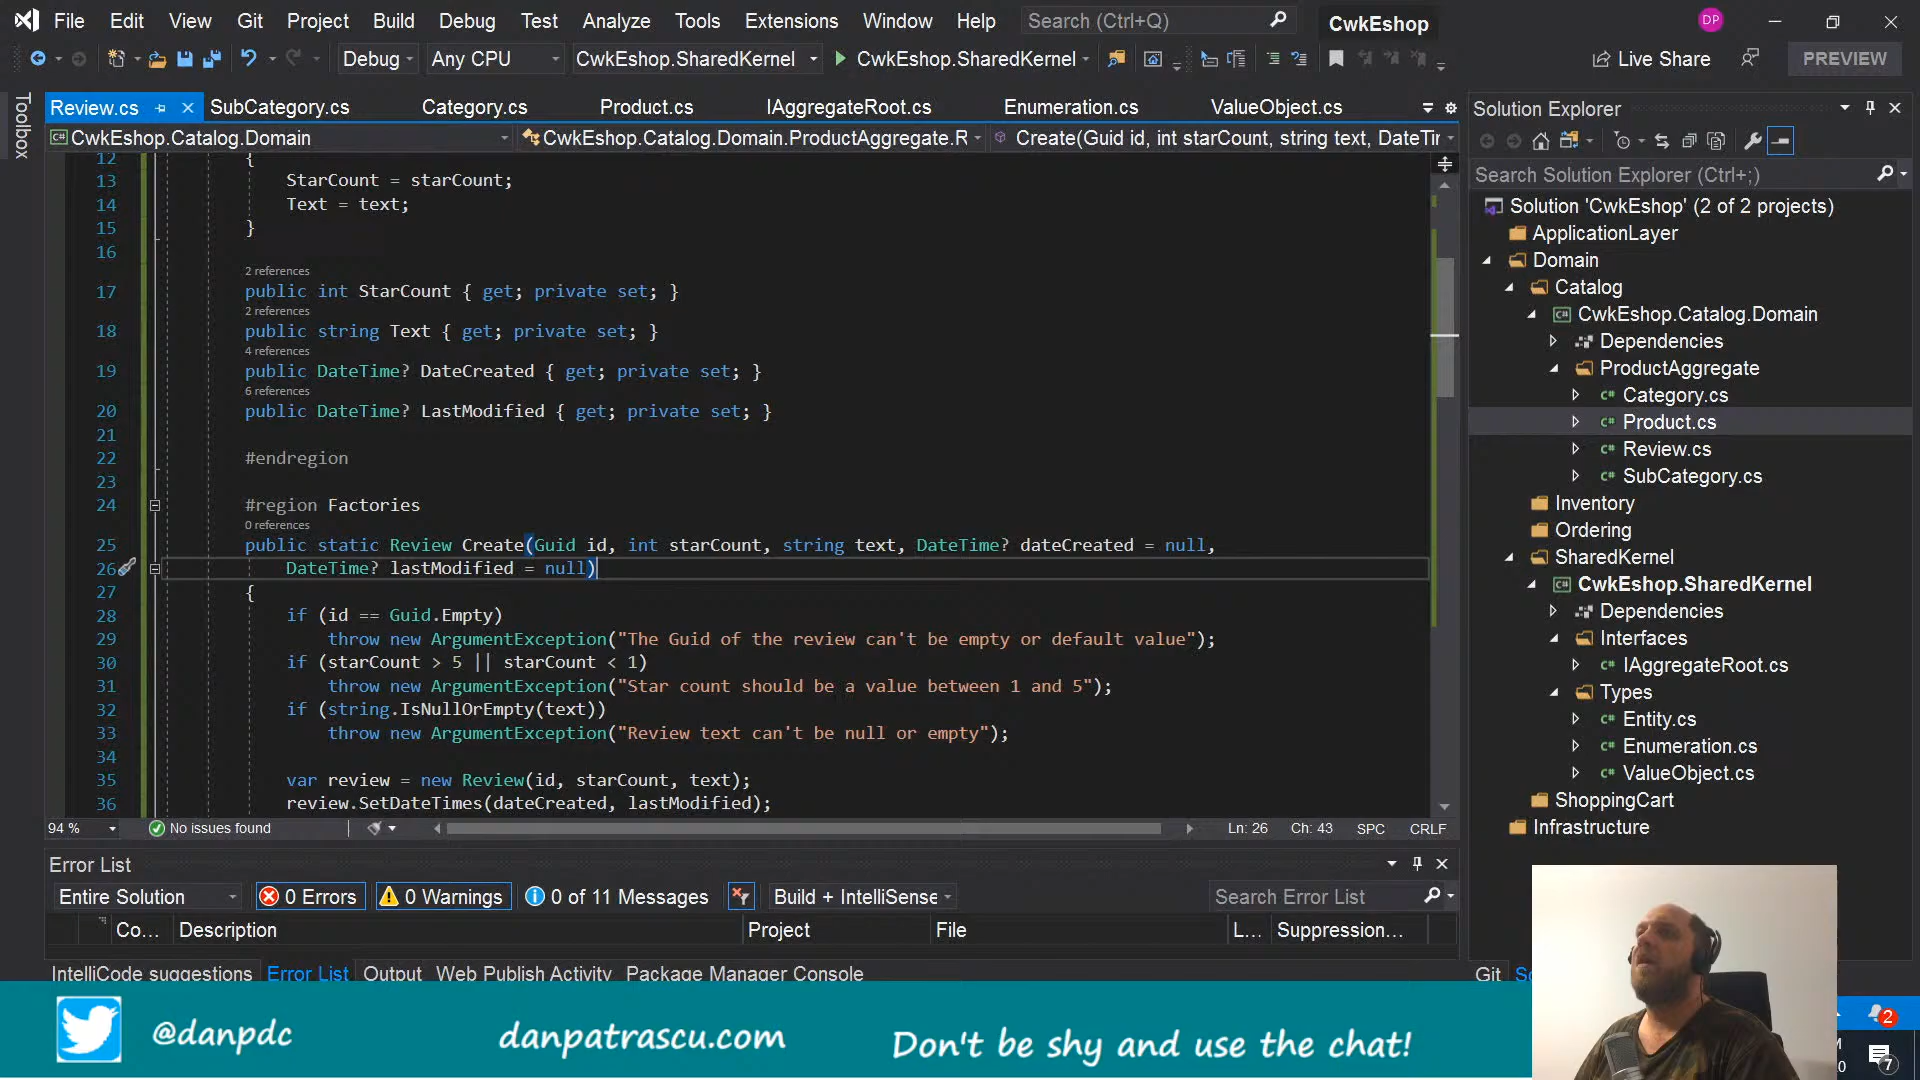 File Edit View Git Project Build Debug Test Analyze Tools Extensions Window Help Search (Ctrl+Q) CwkEshop DP
Debug Any CPU CwkEshop.SharedKernel CwkEshop.SharedKernel Live Share PREVIEW
Toolbox
Review.cs SubCategory.cs Category.cs Product.cs IAggregateRoot.cs Enumeration.cs ValueObject.cs
CwkEshop.Catalog.Domain CwkEshop.Catalog.Domain.ProductAggregate.R Create(Guid id, int starCount, string text, DateTir
12 {
13 StarCount = starCount;
14 Text = text;
15 }
16
2 references
17 public int StarCount { get; private set; }
2 references
18 public string Text { get; private set; }
4 references
19 public DateTime? DateCreated { get; private set; }
6 references
20 public DateTime? LastModified { get; private set; }
21
22 #endregion
23
24 #region Factories
0 references
25 public static Review Create(Guid id, int starCount, string text, DateTime? dateCreated = null,
26 DateTime? lastModified = null)
27 {
28 if (id == Guid.Empty)
29 throw new ArgumentException("The Guid of the review can't be empty or default value");
30 if (starCount > 5 || starCount < 1)
31 throw new ArgumentException("Star count should be a value between 1 and 5");
32 if (string.IsNullOrEmpty(text))
33 throw new ArgumentException("Review text can't be null or empty");
34
35 var review = new Review(id, starCount, text);
36 review.SetDateTimes(dateCreated, lastModified);
94 % No issues found Ln: 26 Ch: 43 SPC CRLF
Error List
Entire Solution 0 Errors 0 Warnings 0 of 11 Messages Build + IntelliSense Search Error List
Co... Description Project File L... Suppression...
IntelliCode suggestions Error List Output Web Publish Activity Package Manager Console
Solution Explorer
Search Solution Explorer (Ctrl+;)
Solution 'CwkEshop' (2 of 2 projects)
ApplicationLayer
Domain
Catalog
CwkEshop.Catalog.Domain
Dependencies
ProductAggregate
Category.cs
Product.cs
Review.cs
SubCategory.cs
Inventory
Ordering
SharedKernel
CwkEshop.SharedKernel
Dependencies
Interfaces
IAggregateRoot.cs
Types
Entity.cs
Enumeration.cs
ValueObject.cs
ShoppingCart
Infrastructure
Git
@danpdc danpatrascu.com Don't be shy and use the chat!
2
7